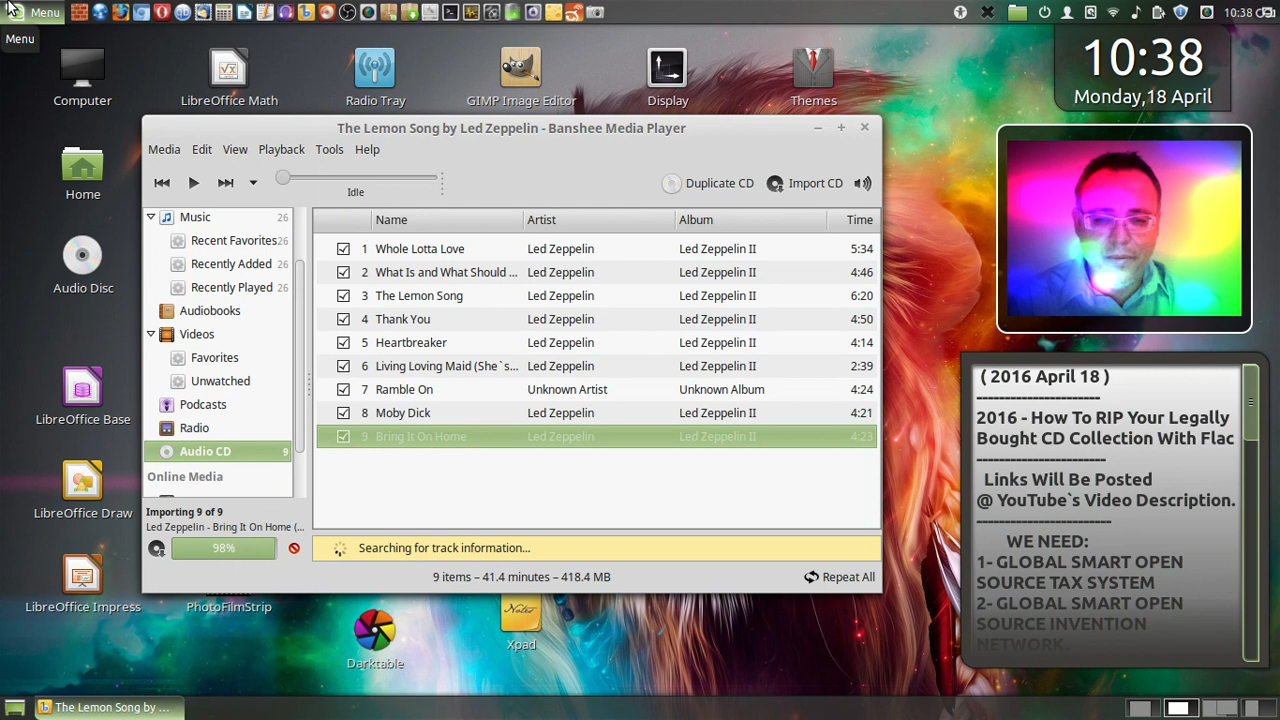 Menu
10:38
Menu
10:38
Monday,18 April
Computer
LibreOffice Math
Radio Tray
GIMP Image Editor
Display
Themes
Home
Audio Disc
LibreOffice Base
LibreOffice Draw
LibreOffice Impress
PhotoFilmStrip
Darktable
Notes
Xpad
The Lemon Song by Led Zeppelin - Banshee Media Player
Media Edit View Playback Tools Help
Idle
Duplicate CD Import CD
Music 26
Recent Favorites 26
Recently Added 26
Recently Played 26
Audiobooks
Videos
Favorites
Unwatched
Podcasts
Radio
Audio CD 9
Online Media
Importing 9 of 9
Led Zeppelin - Bring It On Home (...
98%
Name Artist Album Time
1 Whole Lotta Love Led Zeppelin Led Zeppelin II 5:34
2 What Is and What Should ... Led Zeppelin Led Zeppelin II 4:46
3 The Lemon Song Led Zeppelin Led Zeppelin II 6:20
4 Thank You Led Zeppelin Led Zeppelin II 4:50
5 Heartbreaker Led Zeppelin Led Zeppelin II 4:14
6 Living Loving Maid (She`s... Led Zeppelin Led Zeppelin II 2:39
7 Ramble On Unknown Artist Unknown Album 4:24
8 Moby Dick Led Zeppelin Led Zeppelin II 4:21
9 Bring It On Home Led Zeppelin Led Zeppelin II 4:23
Searching for track information...
9 items – 41.4 minutes – 418.4 MB
Repeat All
( 2016 April 18 )
----------------------
2016 - How To RIP Your Legally
Bought CD Collection With Flac
-----------------------
Links Will Be Posted
@ YouTube`s Video Description.
------------------------
WE NEED:
1- GLOBAL SMART OPEN
SOURCE TAX SYSTEM
2- GLOBAL SMART OPEN
SOURCE INVENTION
NETWORK.
The Lemon Song by ...